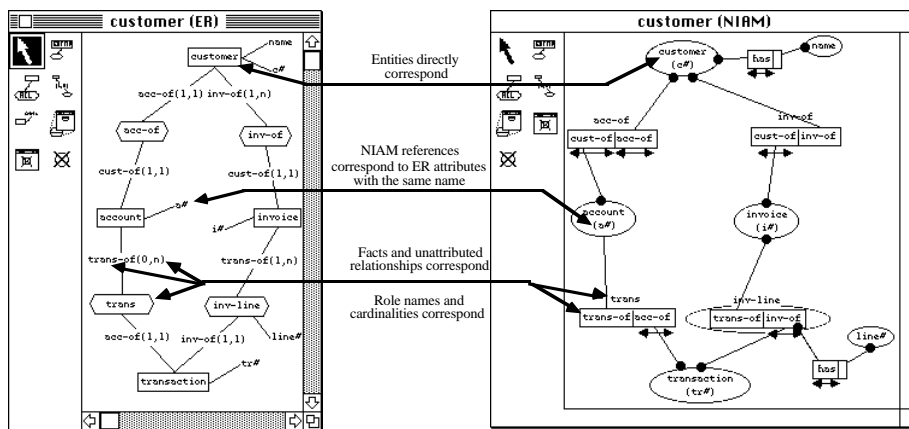 customer (ER)
name
customer
c#
acc-of(1,1) inv-of(1,n)
acc-of
inv-of
cust-of(1,1)
cust-of(1,1)
a#
account
invoice
i#
trans-of(0,n)
trans-of(1,n)
trans
inv-line
acc-of(1,1)
inv-of(1,1)
line#
tr#
transaction
Entities directly
correspond
NIAM references
correspond to ER attributes
with the same name
Facts and unattributed
relationships correspond
Role names and
cardinalities correspond
customer (NIAM)
customer
(c#)
has
name
acc-of
cust-of acc-of
inv-of
cust-of inv-of
account
(a#)
invoice
(i#)
trans
trans-of acc-of
inv-line
trans-of inv-of
line#
has
transaction
(tr#)